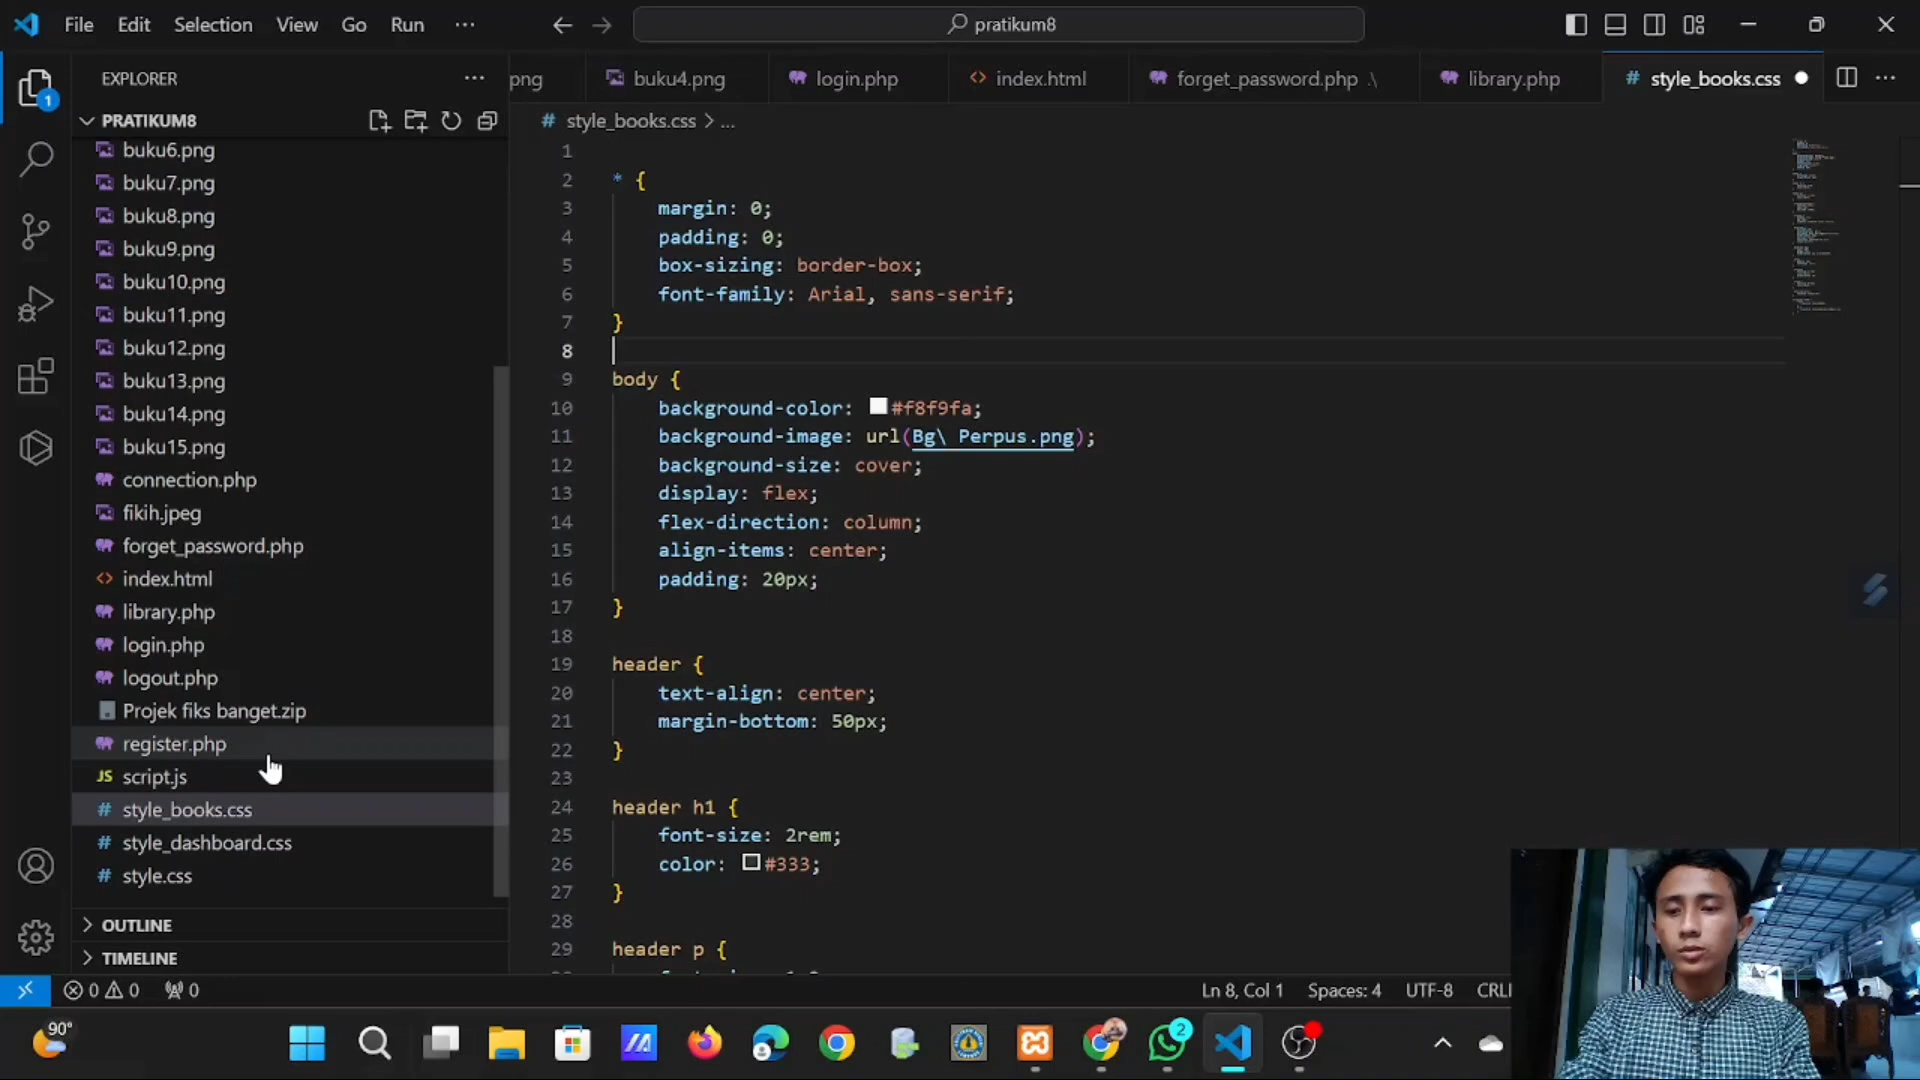 File Edit Selection View Go Run ··· pratikum8
EXPLORER ···
png buku4.png login.php <> index.html forget_password.php .\ library.php # style_books.css ···
PRATIKUM8
# style_books.css > ...
buku6.png
buku7.png
buku8.png
buku9.png
buku10.png
buku11.png
buku12.png
buku13.png
buku14.png
buku15.png
connection.php
fikih.jpeg
forget_password.php
<> index.html
library.php
login.php
logout.php
Projek fiks banget.zip
register.php
JS script.js
# style_books.css
# style_dashboard.css
# style.css
OUTLINE
TIMELINE
1
2 * {
3 margin: 0;
4 padding: 0;
5 box-sizing: border-box;
6 font-family: Arial, sans-serif;
7 }
8
9 body {
10 background-color: #f8f9fa;
11 background-image: url(Bg\ Perpus.png);
12 background-size: cover;
13 display: flex;
14 flex-direction: column;
15 align-items: center;
16 padding: 20px;
17 }
18
19 header {
20 text-align: center;
21 margin-bottom: 50px;
22 }
23
24 header h1 {
25 font-size: 2rem;
26 color: #333;
27 }
28
29 header p {
0 0 0 Ln 8, Col 1 Spaces: 4 UTF-8 CRL
90° 2